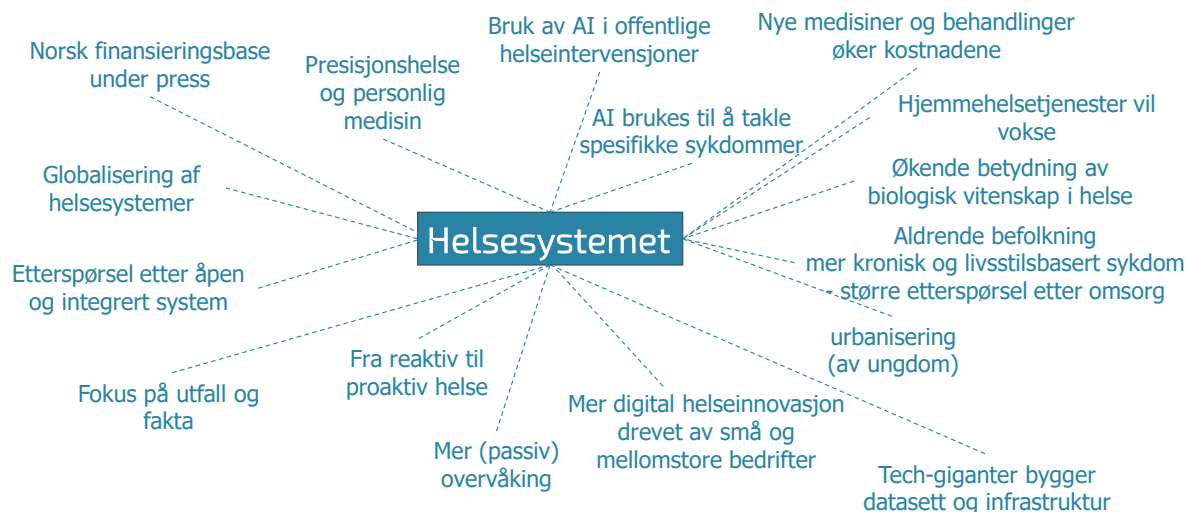 Norsk finansieringsbase
under press
Presisjonshelse
og personlig
medisin
Bruk av AI i offentlige
helseintervensjoner
Nye medisiner og behandlinger
øker kostnadene
AI brukes til å takle
spesifikke sykdommer
Hjemmehelsetjenester vil
vokse
Globalisering af
helsesystemer
Økende betydning av
biologisk vitenskap i helse
Helsesystemet
Aldrende befolkning
mer kronisk og livsstilsbasert sykdom
- større etterspørsel etter omsorg
Etterspørsel etter åpen
og integrert system
urbanisering
(av ungdom)
Fra reaktiv til
proaktiv helse
Fokus på utfall og
fakta
Mer (passiv)
overvåking
Mer digital helseinnovasjon
drevet av små og
mellomstore bedrifter
Tech-giganter bygger
datasett og infrastruktur